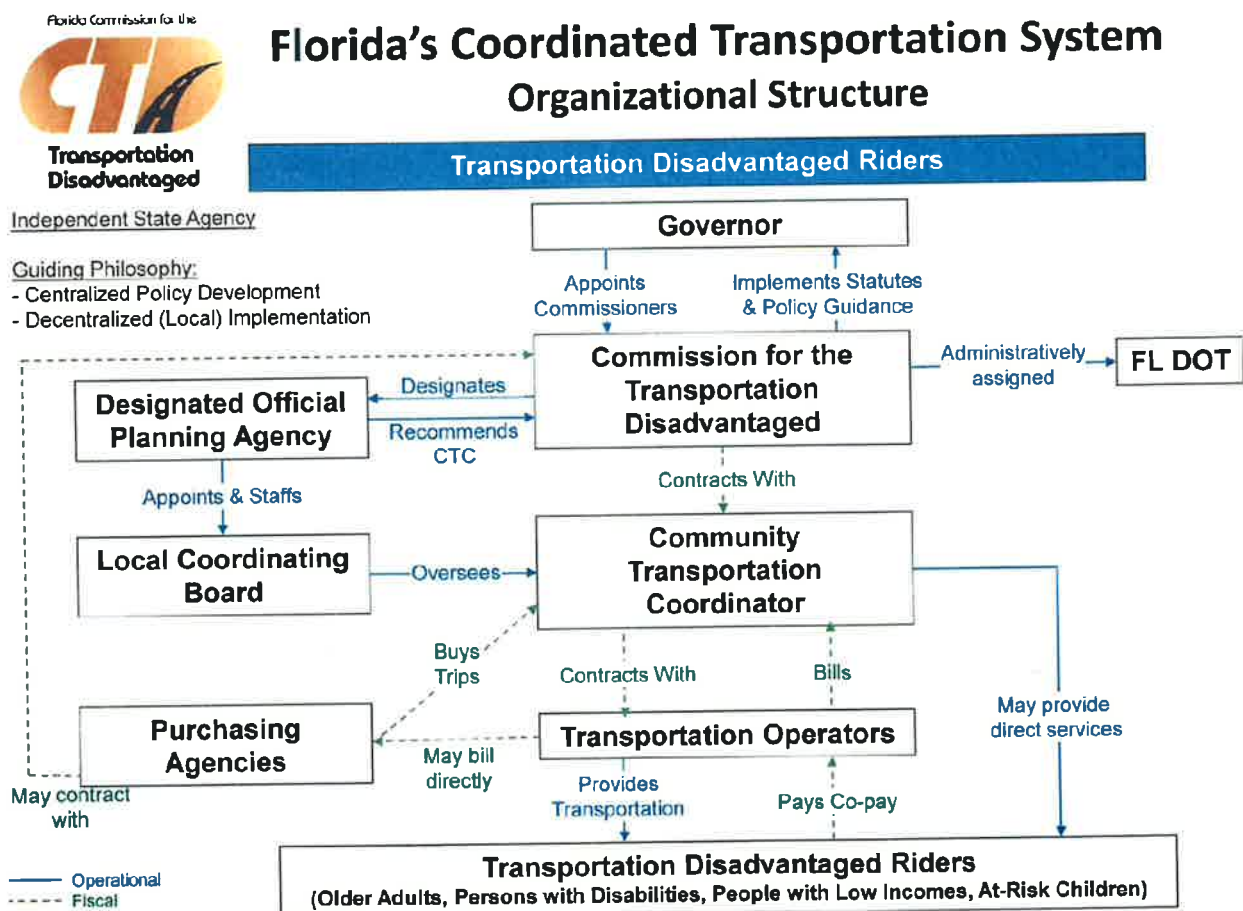 Florida Commission for the
CTD
Transportation
Disadvantaged
Florida's Coordinated Transportation System
Organizational Structure
Transportation Disadvantaged Riders
Independent State Agency
Guiding Philosophy:
- Centralized Policy Development
- Decentralized (Local) Implementation
Governor
Appoints
Commissioners
Implements Statutes
& Policy Guidance
Commission for the
Transportation
Disadvantaged
Administratively
assigned
FL DOT
Designates
Designated Official
Planning Agency
Recommends
CTC
Appoints & Staffs
Contracts With
Local Coordinating
Board
Oversees
Community
Transportation
Coordinator
Buys
Trips
Contracts With
Bills
May provide
direct services
Purchasing
Agencies
May bill
directly
Transportation Operators
May contract
with
Provides
Transportation
Pays Co-pay
Transportation Disadvantaged Riders
(Older Adults, Persons with Disabilities, People with Low Incomes, At-Risk Children)
Operational
Fiscal